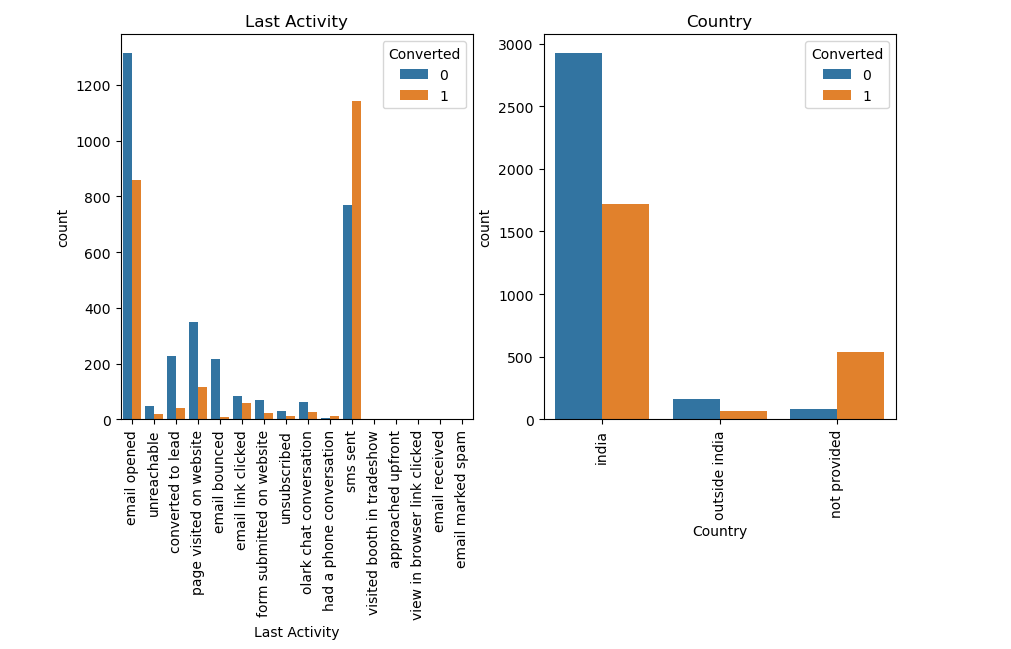 Last Activity
count
1200
1000
800
600
400
200
0
Converted
0
1
email opened
unreachable
converted to lead
page visited on website
email bounced
email link clicked
form submitted on website
unsubscribed
olark chat conversation
had a phone conversation
sms sent
visited booth in tradeshow
approached upfront
view in browser link clicked
email received
email marked spam
Last Activity
Country
count
3000
2500
2000
1500
1000
500
0
Converted
0
1
india
outside india
not provided
Country